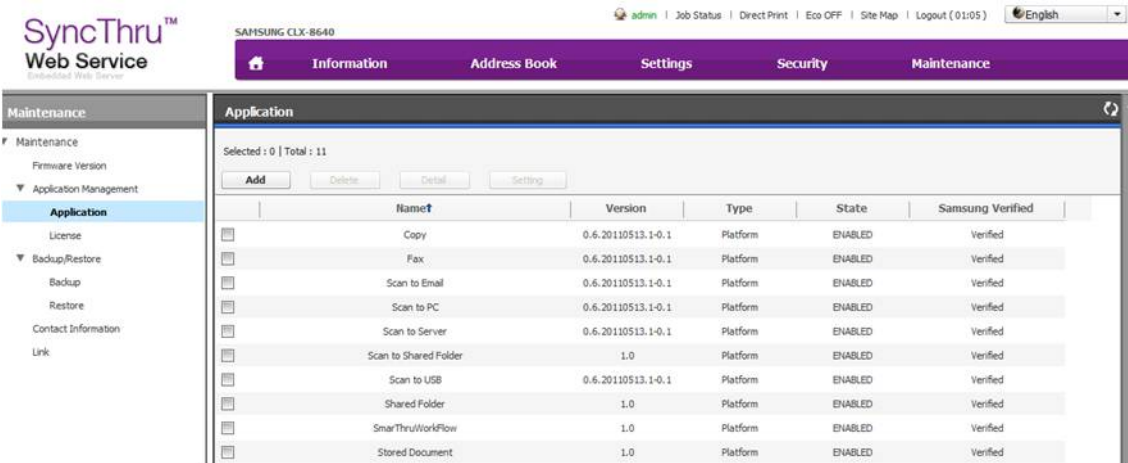 SyncThru™
Web Service
Embedded Web Server
admin | Job Status | Direct Print | Eco OFF | Site Map | Logout ( 01:05 )
English
SAMSUNG CLX-8640
Information Address Book Settings Security Maintenance
Maintenance
Maintenance
Firmware Version
Application Management
Application
License
Backup/Restore
Backup
Restore
Contact Information
Link
Application
Selected : 0 | Total : 11
Add Delete Detail Setting
Name Version Type State Samsung Verified
Copy 0.6.20110513.1-0.1 Platform ENABLED Verified
Fax 0.6.20110513.1-0.1 Platform ENABLED Verified
Scan to Email 0.6.20110513.1-0.1 Platform ENABLED Verified
Scan to PC 0.6.20110513.1-0.1 Platform ENABLED Verified
Scan to Server 0.6.20110513.1-0.1 Platform ENABLED Verified
Scan to Shared Folder 1.0 Platform ENABLED Verified
Scan to USB 0.6.20110513.1-0.1 Platform ENABLED Verified
Shared Folder 1.0 Platform ENABLED Verified
SmarThruWorkFlow 1.0 Platform ENABLED Verified
Stored Document 1.0 Platform ENABLED Verified